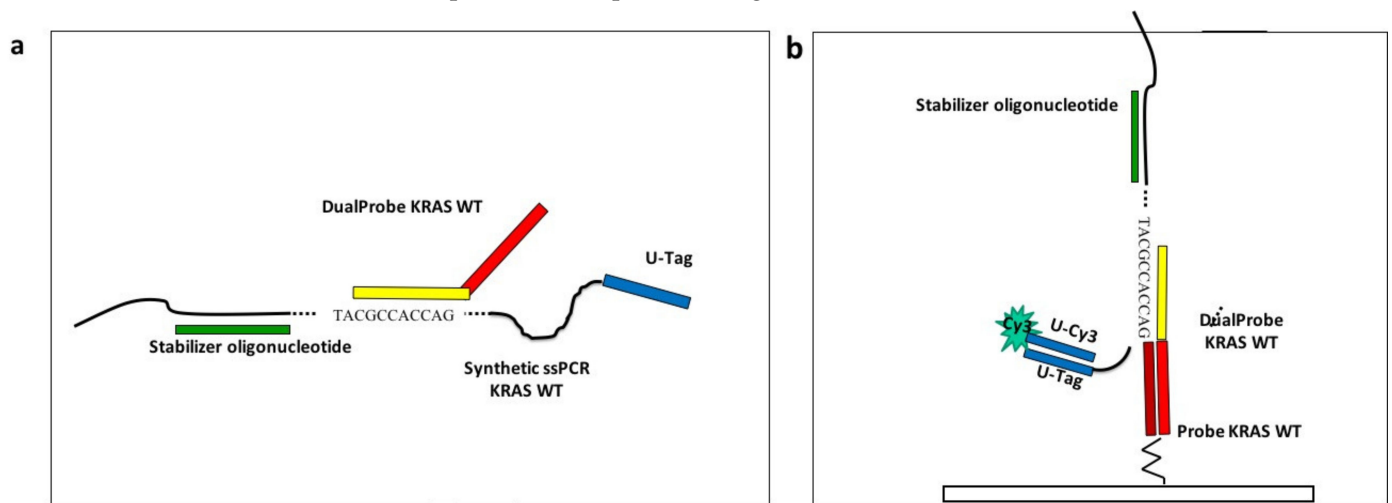 a
DualProbe KRAS WT
U-Tag
TACGCCACCAG
Stabilizer oligonucleotide
Synthetic ssPCR
KRAS WT
b
Stabilizer oligonucleotide
TACGCCACCAG
Cy3
U-Cy3
U-Tag
DualProbe
KRAS WT
Probe KRAS WT